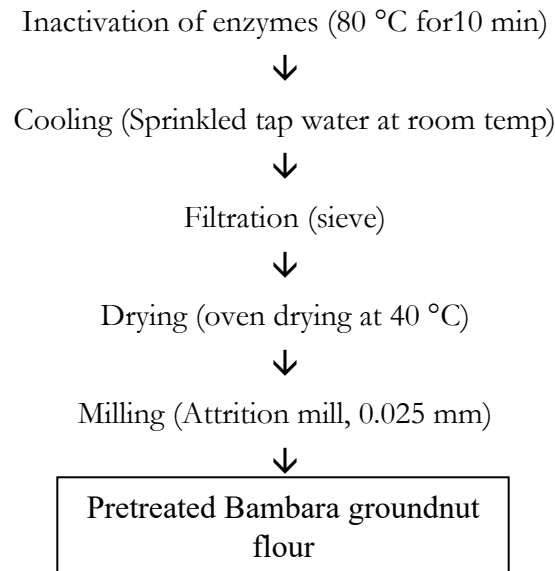 Inactivation of enzymes (80 °C for10 min)
Cooling (Sprinkled tap water at room temp)
Filtration (sieve)
Drying (oven drying at 40 °C)
Milling (Attrition mill, 0.025 mm)
Pretreated Bambara groundnut
flour